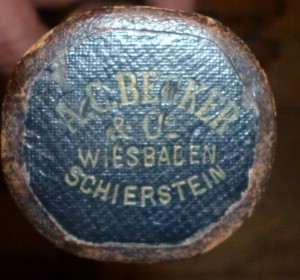 A.C. BECKER
& Co
WIESBADEN
SCHIERSTEIN